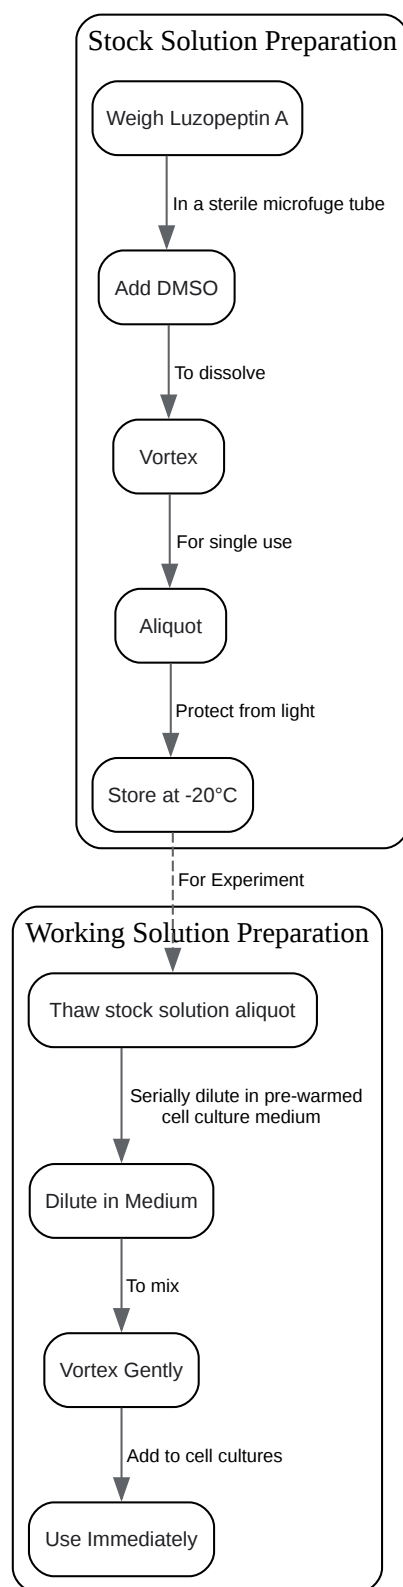 Stock Solution Preparation
Weigh Luzopeptin A
In a sterile microfuge tube
Add DMSO
To dissolve
Vortex
For single use
Aliquot
Protect from light
Store at -20°C
For Experiment
Working Solution Preparation
Thaw stock solution aliquot
Serially dilute in pre-warmed
cell culture medium
Dilute in Medium
To mix
Vortex Gently
Add to cell cultures
Use Immediately